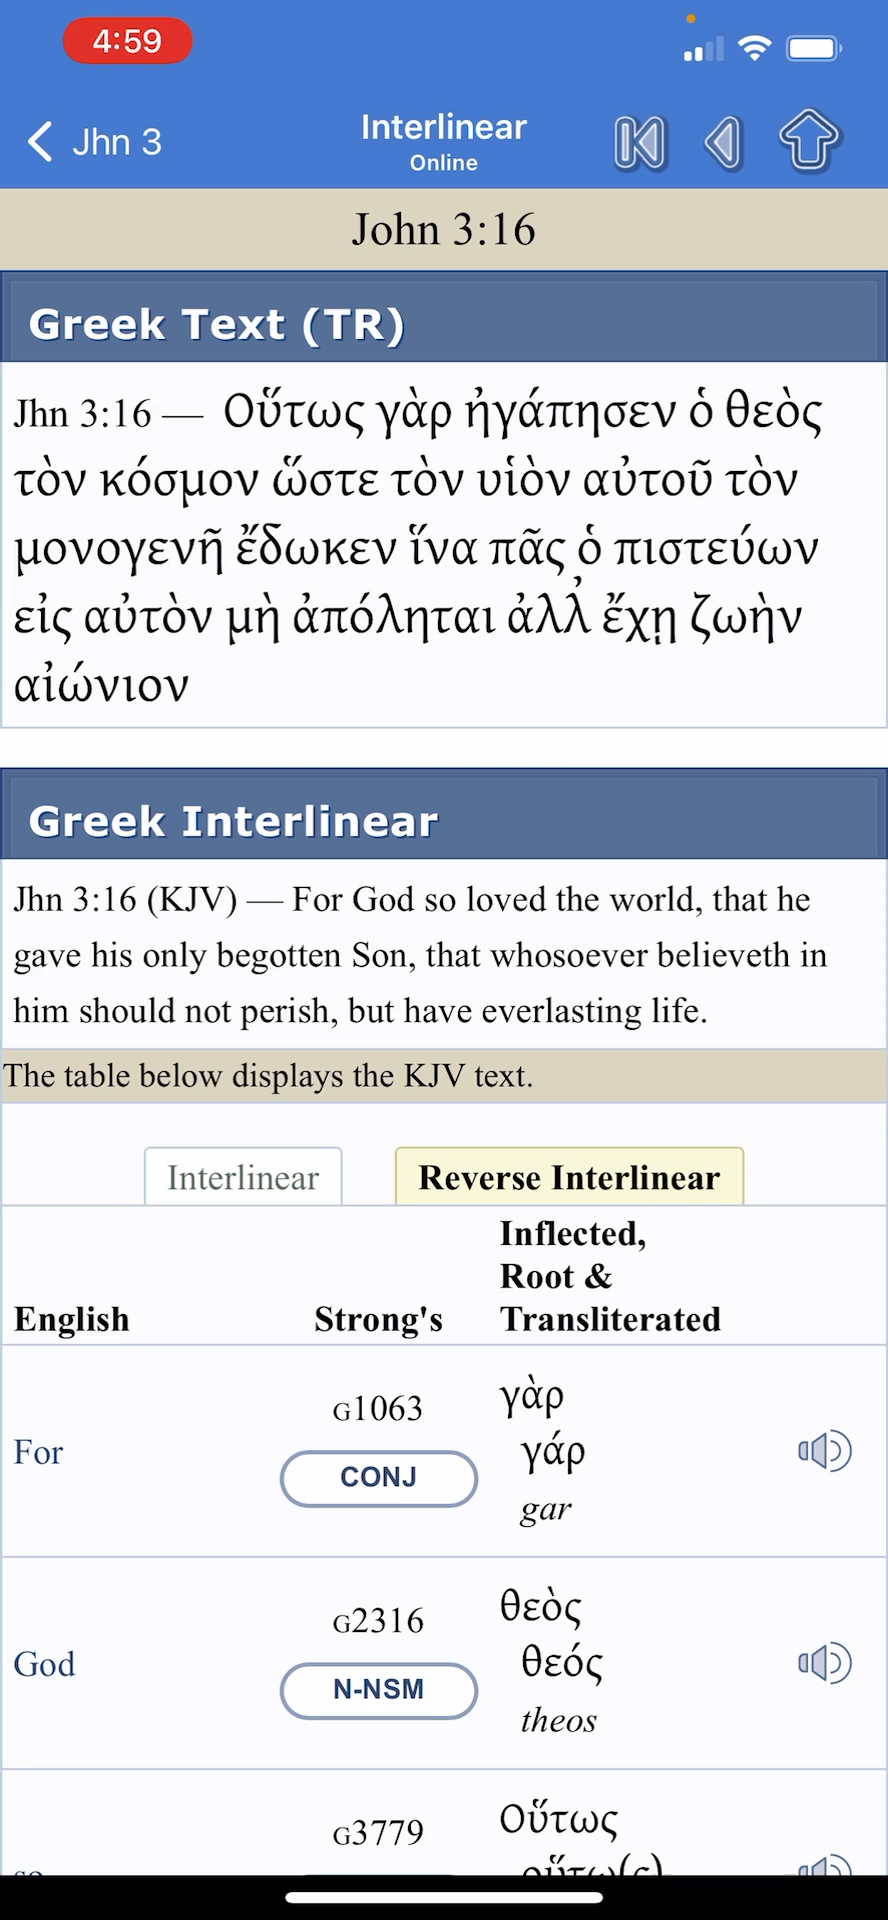 4:59
Jhn 3
Interlinear
Online
John 3:16
Greek Text (TR)
Jhn 3:16 — Οὕτως γὰρ ἠγάπησεν ὁ θεὸς
τὸν κόσμον ὥστε τὸν υἱὸν αὐτοῦ τὸν
μονογενῆ ἔδωκεν ἵνα πᾶς ὁ πιστεύων
εἰς αὐτὸν μὴ ἀπόληται ἀλλ̓ ἔχῃ ζωὴν
αἰώνιον
Greek Interlinear
Jhn 3:16 (KJV) — For God so loved the world, that he
gave his only begotten Son, that whosoever believeth in
him should not perish, but have everlasting life.
The table below displays the KJV text.
Interlinear Reverse Interlinear
English Strong's Inflected,
Root &
Transliterated
For
G1063
CONJ
γὰρ
γάρ
gar
God
G2316
N-NSM
θεὸς
θεός
theos
so
G3779
Οὕτως
οὕτω(ς)